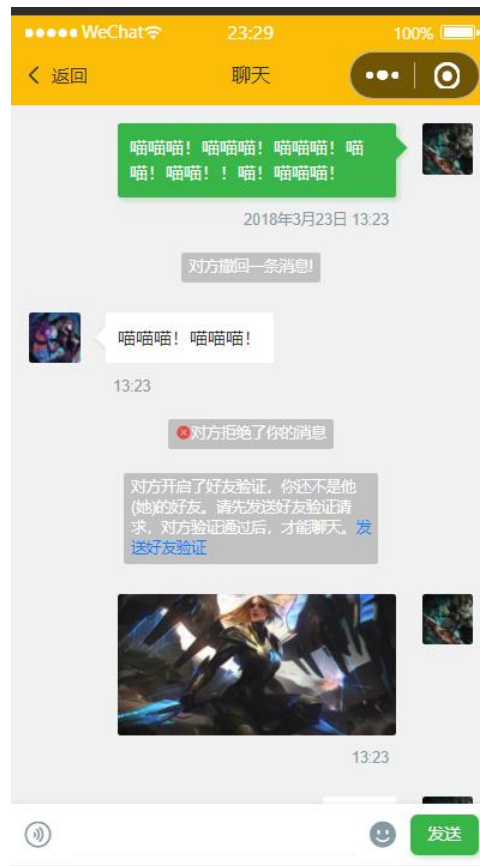 WeChat 23:29 100%
返回 聊天
喵喵喵！喵喵喵！喵喵喵！喵
喵！喵喵！！喵！喵喵喵！
2018年3月23日 13:23
对方撤回一条消息!
喵喵喵！喵喵喵！
13:23
对方拒绝了你的消息
对方开启了好友验证，你还不是他
(她)的好友。请先发送好友验证请
求，对方验证通过后，才能聊天。发
送好友验证
13:23
发送